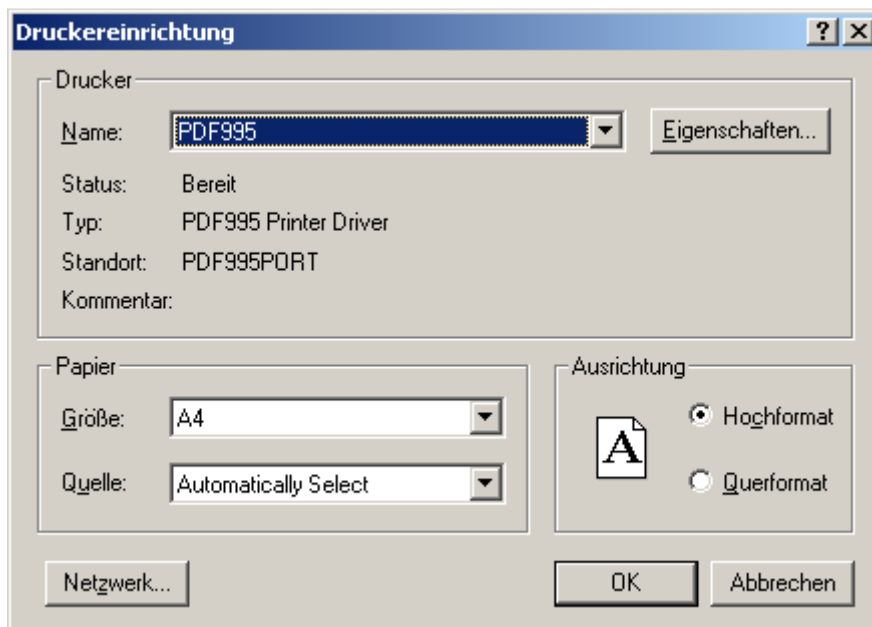 Druckereinrichtung
Drucker
Name: PDF995 Eigenschaften...
Status: Bereit
Typ: PDF995 Printer Driver
Standort: PDF995PORT
Kommentar:
Papier
Größe: A4
Quelle: Automatically Select
Ausrichtung
A
Hochformat
Querformat
Netzwerk... OK Abbrechen